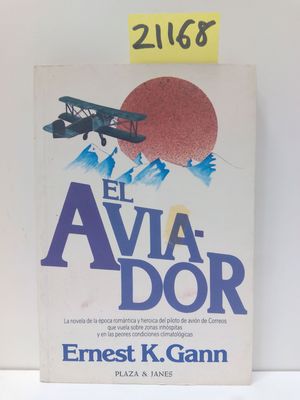 21168
EL
AVIA-
DOR
La novela de la época romántica y heroica del piloto de avión de Correos
que vuela sobre zonas inhóspitas
y en las peores condiciones climatológicas
Ernest K. Gann
PLAZA & JANES